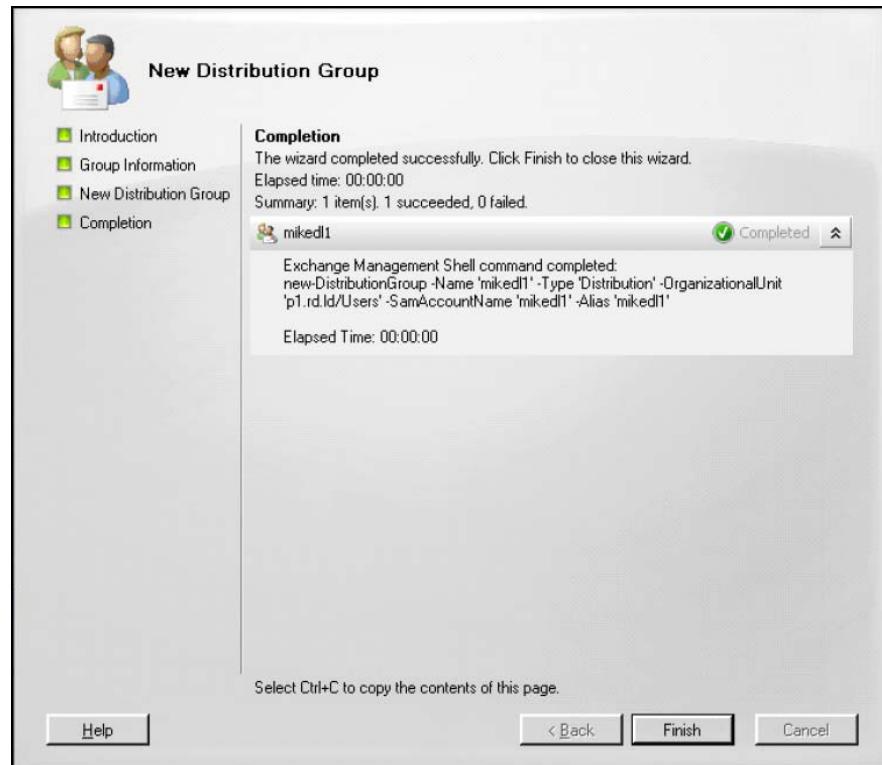 New Distribution Group
Introduction
Group Information
New Distribution Group
Completion
Completion
The wizard completed successfully. Click Finish to close this wizard.
Elapsed time: 00:00:00
Summary: 1 item(s). 1 succeeded, 0 failed.
mikedl1
Completed
Exchange Management Shell command completed:
new-DistributionGroup -Name 'mikedl1' -Type 'Distribution' -OrganizationalUnit
'p1.rd.ld/Users' -SamAccountName 'mikedl1' -Alias 'mikedl1'
Elapsed Time: 00:00:00
Select Ctrl+C to copy the contents of this page.
Help
< Back
Finish
Cancel